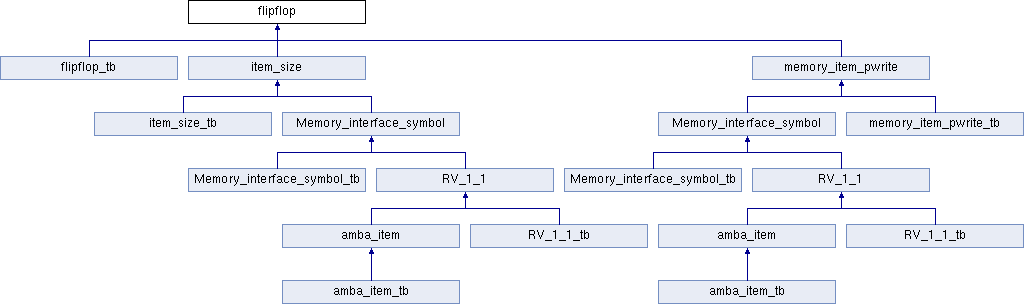 flipflop
flipflop_tb
item_size
memory_item_pwrite
item_size_tb
Memory_interface_symbol
Memory_interface_symbol
memory_item_pwrite_tb
Memory_interface_symbol_tb
RV_1_1
Memory_interface_symbol_tb
RV_1_1
amba_item
RV_1_1_tb
amba_item
RV_1_1_tb
amba_item_tb
amba_item_tb